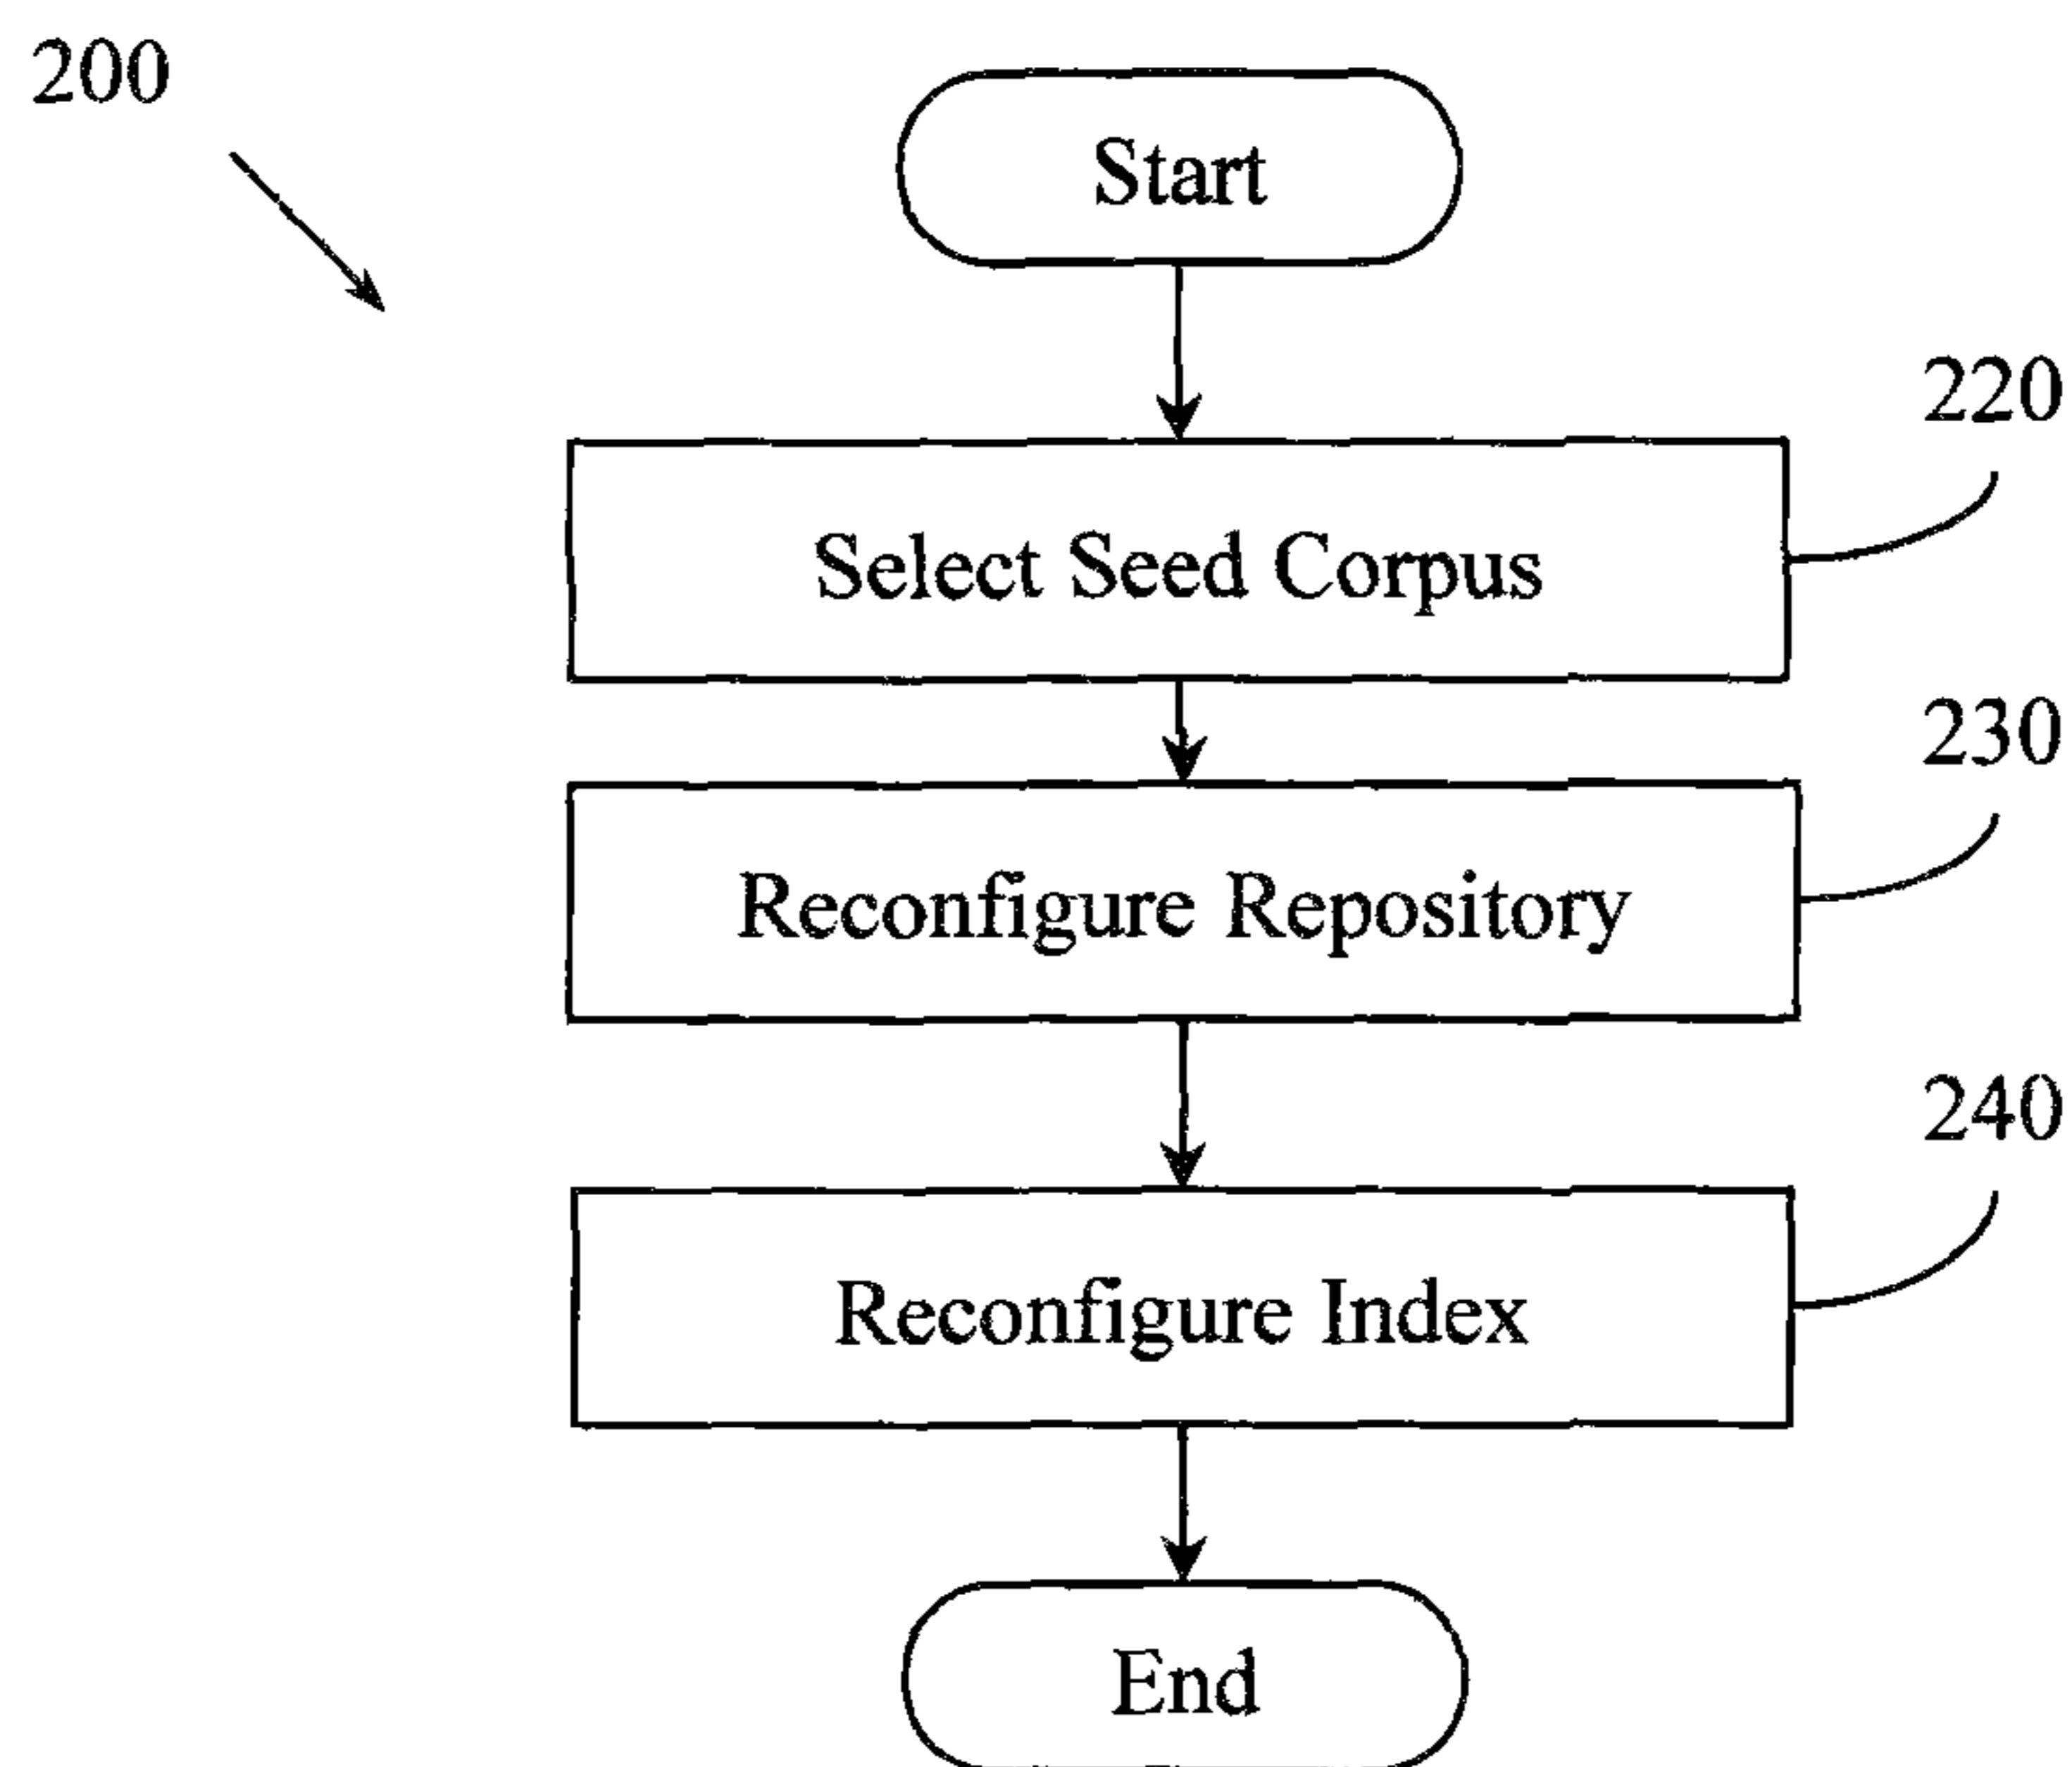 200
Start
220
Select Seed Corpus
230
Reconfigure Repository
240
Reconfigure Index
End